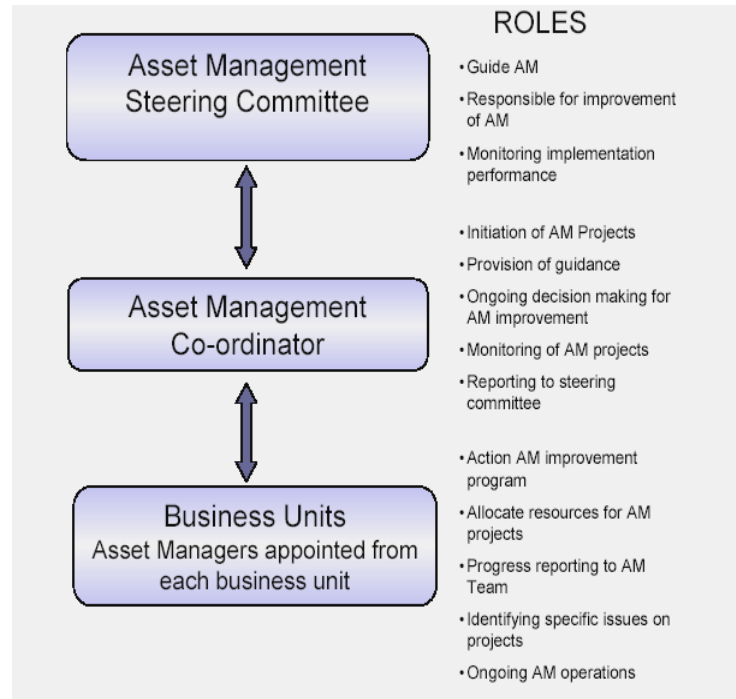 ROLES
Asset Management
Steering Committee
• Guide AM
• Responsible for improvement
of AM
• Monitoring implementation
performance
Asset Management
Co-ordinator
• Initiation of AM Projects
• Provision of guidance
• Ongoing decision making for
AM improvement
• Monitoring of AM projects
• Reporting to steering
committee
Business Units
Asset Managers appointed from
each business unit
• Action AM improvement
program
• Allocate resources for AM
projects
• Progress reporting to AM
Team
• Identifying specific issues on
projects
• Ongoing AM operations